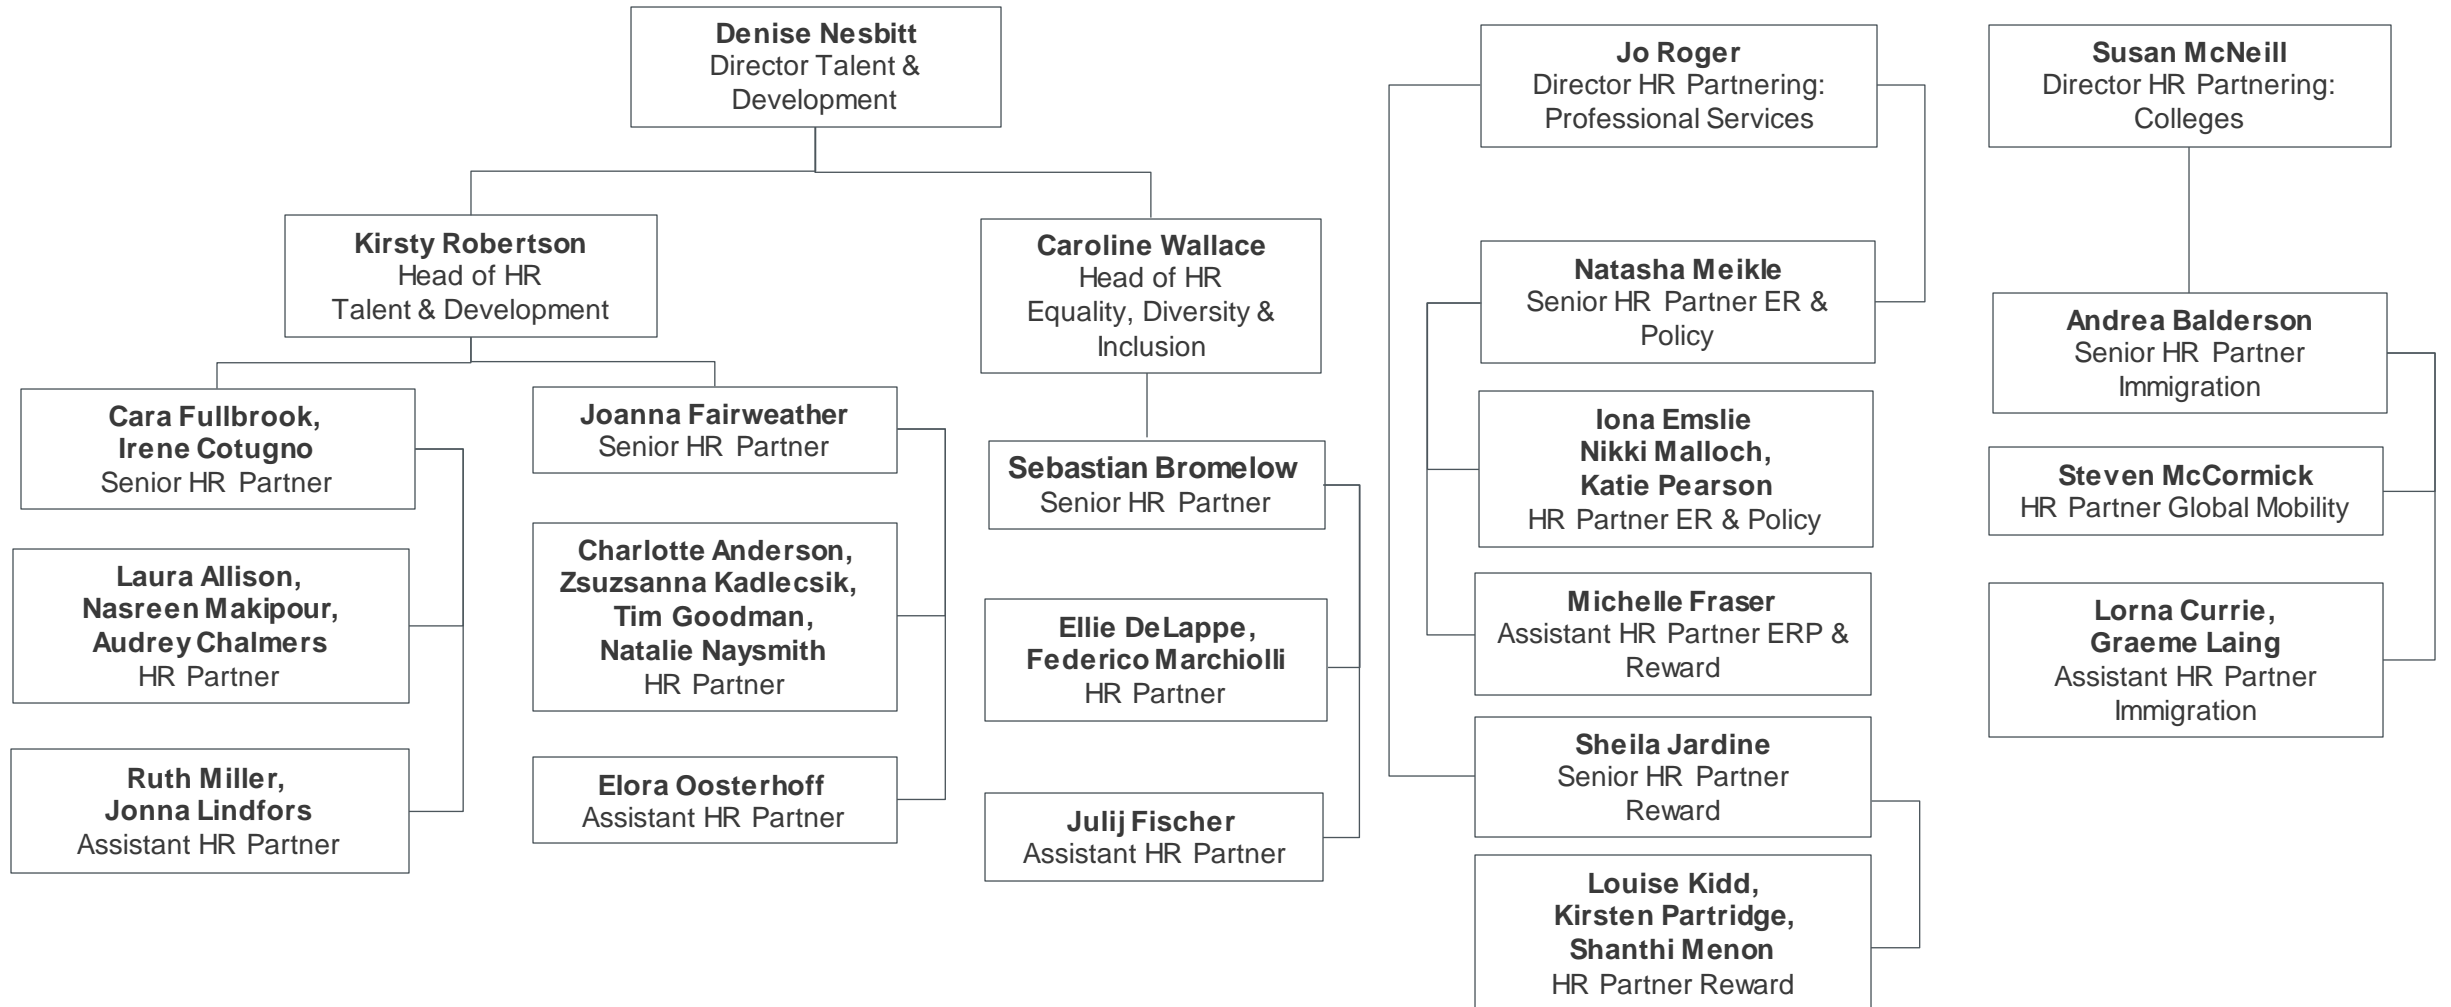 Denise Nesbitt
Director Talent &
Development
Kirsty Robertson
Head of HR
Talent & Development
Caroline Wallace
Head of HR
Equality, Diversity &
Inclusion
Cara Fullbrook,
Irene Cotugno
Senior HR Partner
Laura Allison,
Nasreen Makipour,
Audrey Chalmers
HR Partner
Ruth Miller,
Jonna Lindfors
Assistant HR Partner
Joanna Fairweather
Senior HR Partner
Charlotte Anderson,
Zsuzsanna Kadlecsik,
Tim Goodman,
Natalie Naysmith
HR Partner
Elora Oosterhoff
Assistant HR Partner
Sebastian Bromelow
Senior HR Partner
Ellie DeLappe,
Federico Marchiolli
HR Partner
Julij Fischer
Assistant HR Partner
Jo Roger
Director HR Partnering:
Professional Services
Natasha Meikle
Senior HR Partner ER &
Policy
Iona Emslie
Nikki Malloch,
Katie Pearson
HR Partner ER & Policy
Michelle Fraser
Assistant HR Partner ERP &
Reward
Sheila Jardine
Senior HR Partner
Reward
Louise Kidd,
Kirsten Partridge,
Shanthi Menon
HR Partner Reward
Susan McNeill
Director HR Partnering:
Colleges
Andrea Balderson
Senior HR Partner
Immigration
Steven McCormick
HR Partner Global Mobility
Lorna Currie,
Graeme Laing
Assistant HR Partner
Immigration